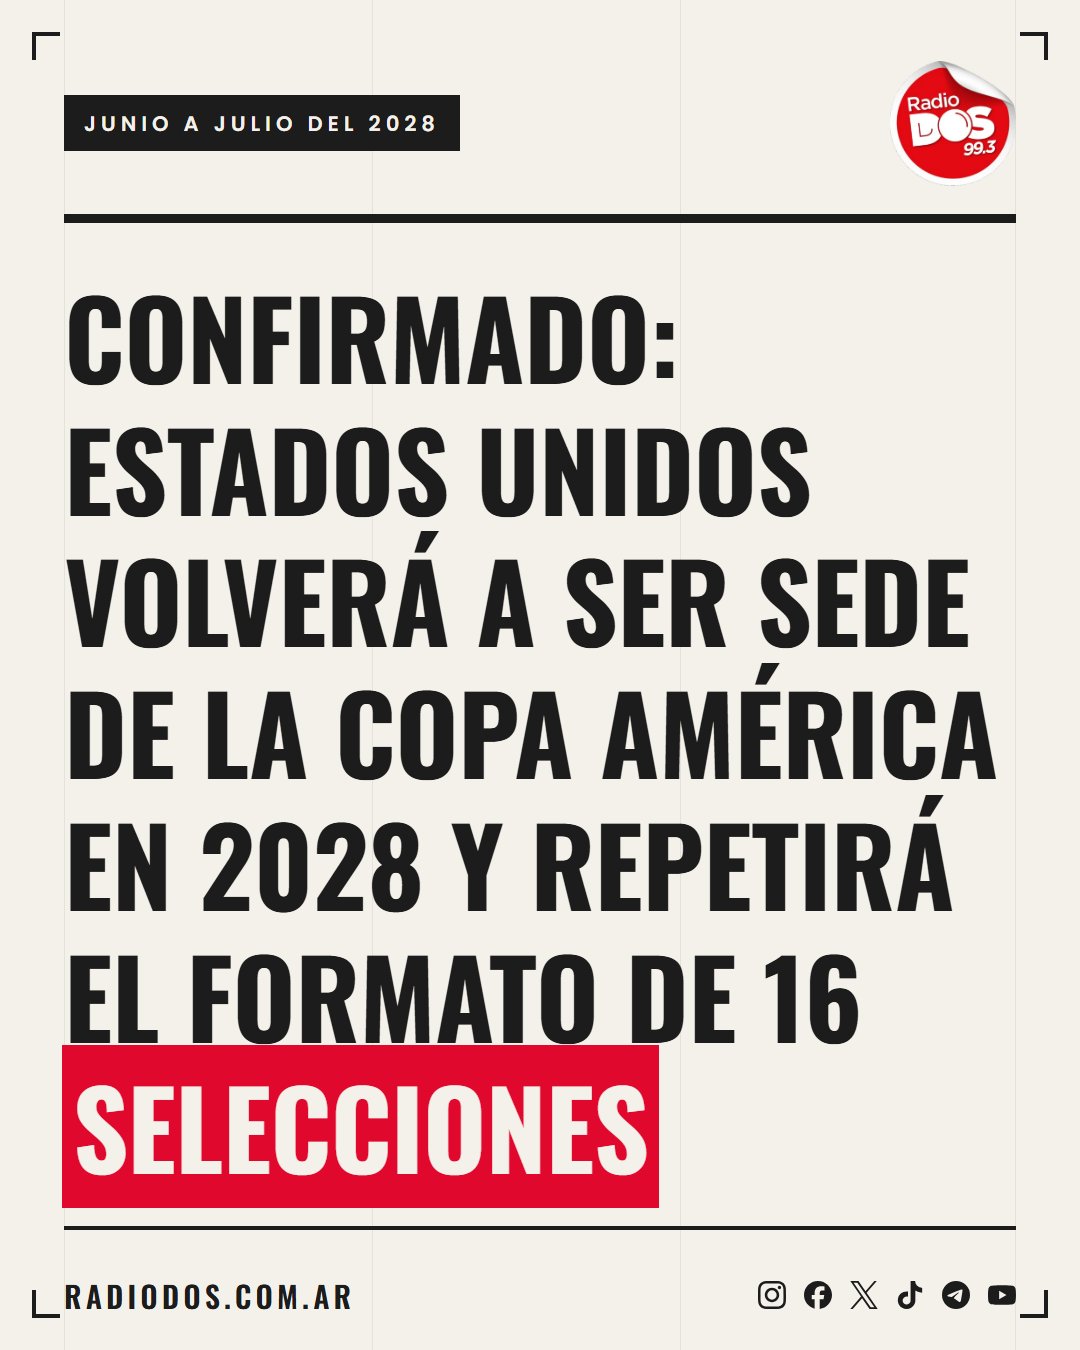 JUNIO A JULIO DEL 2028
Radio
DOS
99.3
CONFIRMADO:
ESTADOS UNIDOS
VOLVERÁ A SER SEDE
DE LA COPA AMÉRICA
EN 2028 Y REPETIRÁ
EL FORMATO DE 16
SELECCIONES
RADIODOS.COM.AR